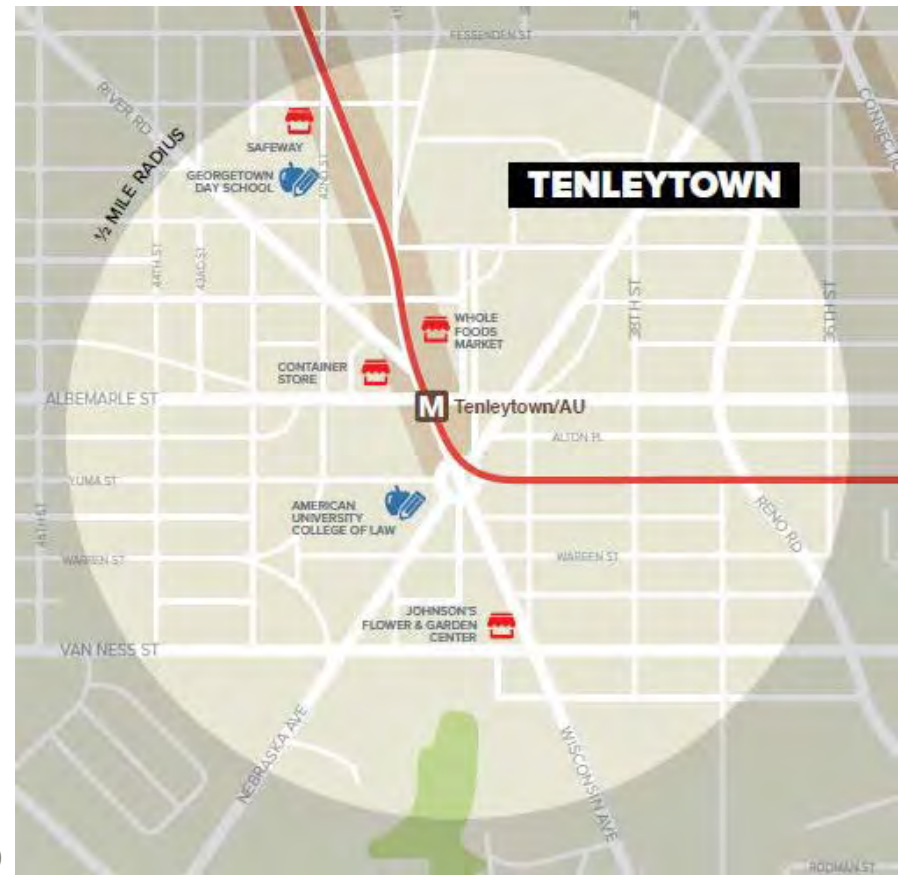 FESSENDEN ST
RIVER RD
CONNECTIC
SAFEWAY
GEORGETOWN
DAY SCHOOL
42ND ST
TENLEYTOWN
½ MILE RADIUS
44TH ST
43RD ST
38TH ST
36TH ST
WHOLE
FOODS
MARKET
CONTAINER
STORE
ALBEMARLE ST
M Tenleytown/AU
ALTON PL
YUMA ST
AMERICAN
UNIVERSITY
COLLEGE OF LAW
45TH ST
RENO RD
WARREN ST
WARREN ST
JOHNSON'S
FLOWER & GARDEN
CENTER
VAN NESS ST
NEBRASKA AVE
WISCONSIN AVE
RODMAN ST